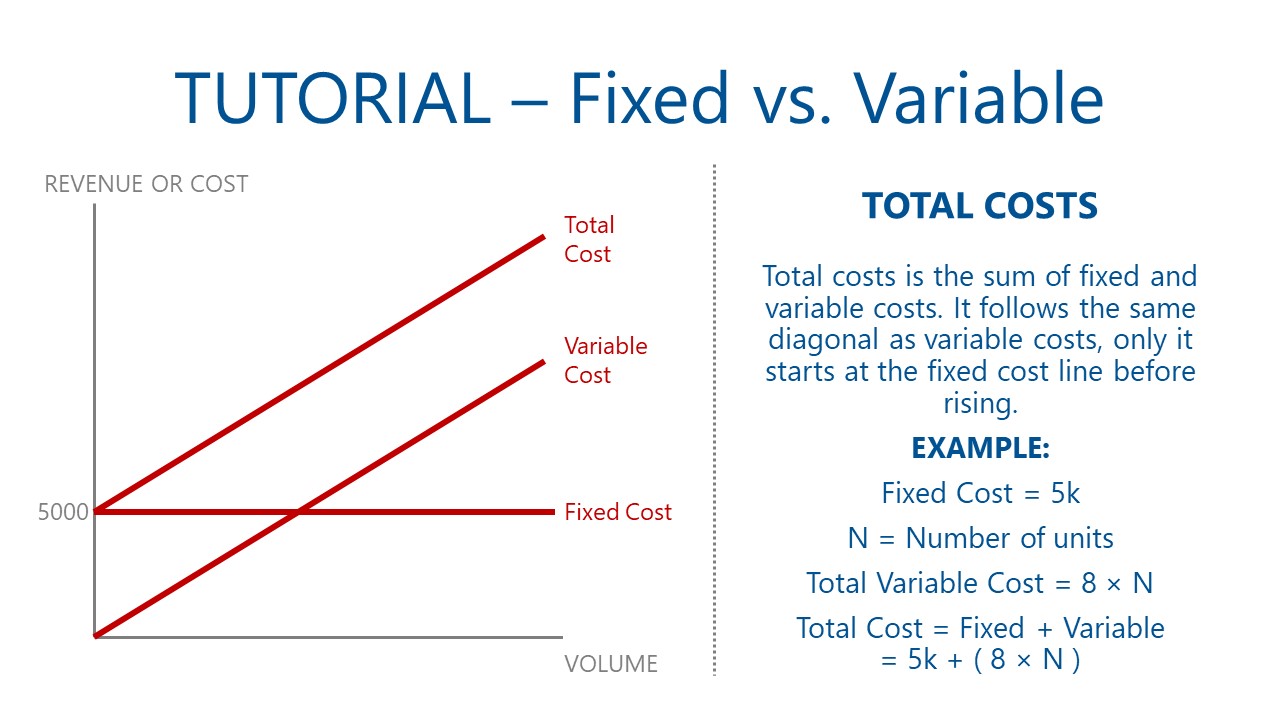 TUTORIAL – Fixed vs. Variable
REVENUE OR COST
Total
Cost
Variable
Cost
5000
Fixed Cost
VOLUME
TOTAL COSTS
Total costs is the sum of fixed and
variable costs. It follows the same
diagonal as variable costs, only it
starts at the fixed cost line before
rising.
EXAMPLE:
Fixed Cost = 5k
N = Number of units
Total Variable Cost = 8 × N
Total Cost = Fixed + Variable
= 5k + ( 8 × N )